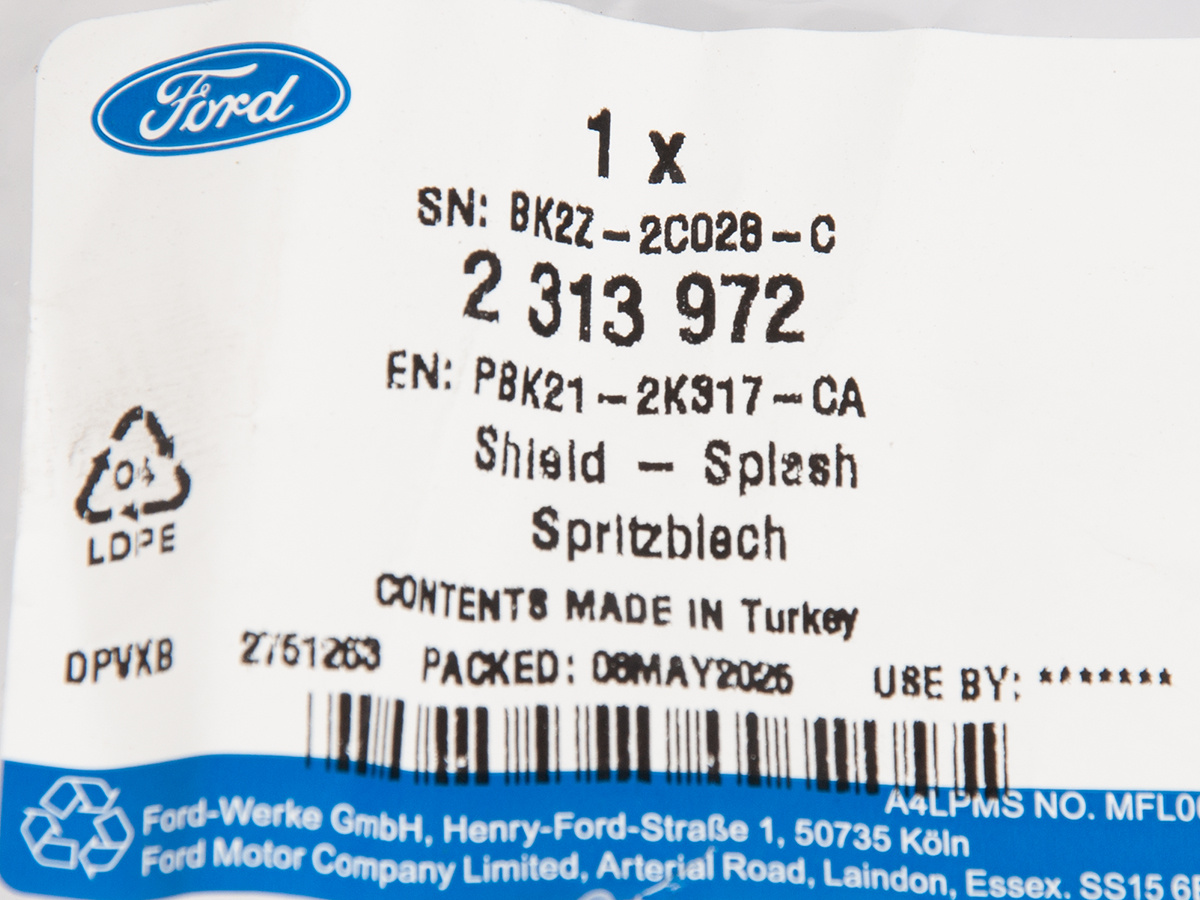 Ford
1 x
SN: BK2Z-2C028-C
2 313 972
EN: PBK21-2K317-CA
Shield - Splash
Spritzblech
04
LDPE
CONTENTS MADE IN Turkey
DPVXB 2751263 PACKED: 08MAY2025 USE BY: *******
A4LPMS NO.
Ford-Werke GmbH, Henry-Ford-Straße 1, 50735 Köln
Ford Motor Company Limited, Arterial Road, Laindon, Essex. SS15